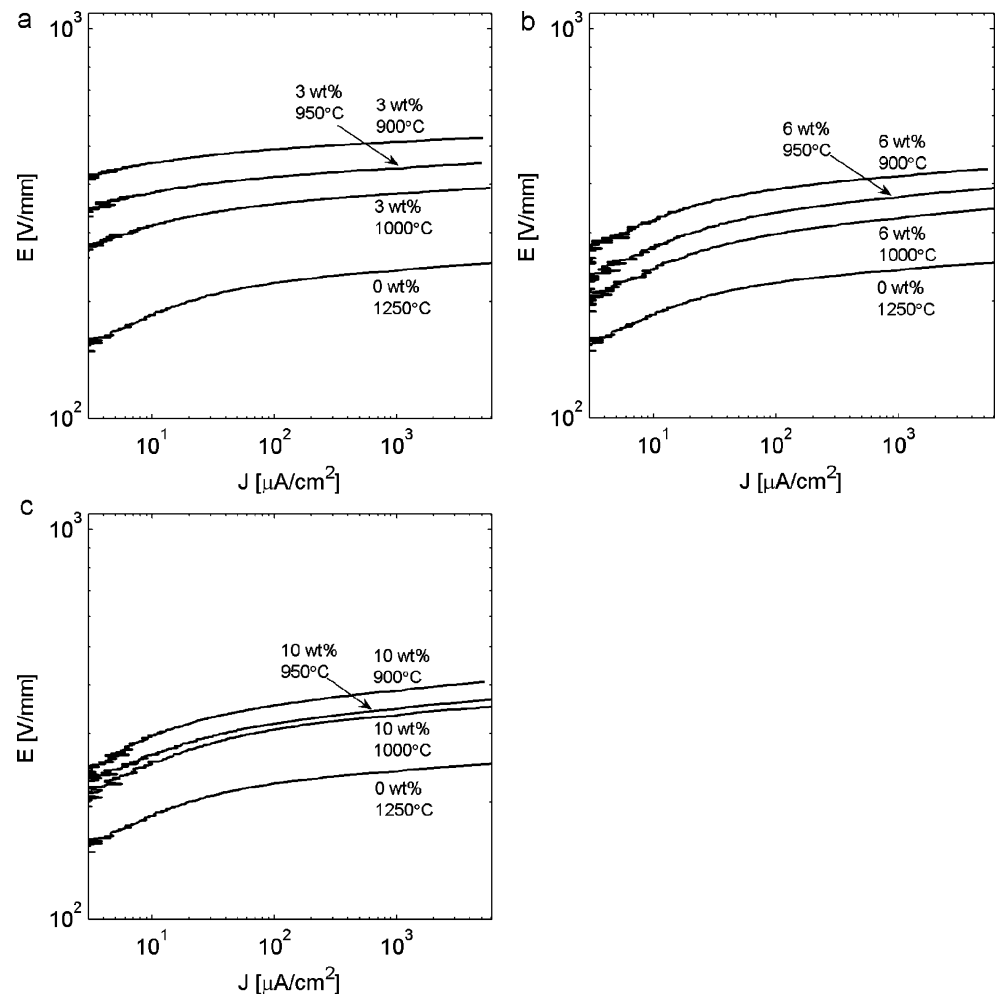 a
10³
E [V/mm]
10²
3 wt%
950°C
3 wt%
900°C
3 wt%
1000°C
0 wt%
1250°C
10¹
10²
10³
J [µA/cm²]
b
10³
E [V/mm]
10²
6 wt%
950°C
6 wt%
900°C
6 wt%
1000°C
0 wt%
1250°C
10¹
10²
10³
J [µA/cm²]
c
10³
E [V/mm]
10²
10 wt%
950°C
10 wt%
900°C
10 wt%
1000°C
0 wt%
1250°C
10¹
10²
10³
J [µA/cm²]